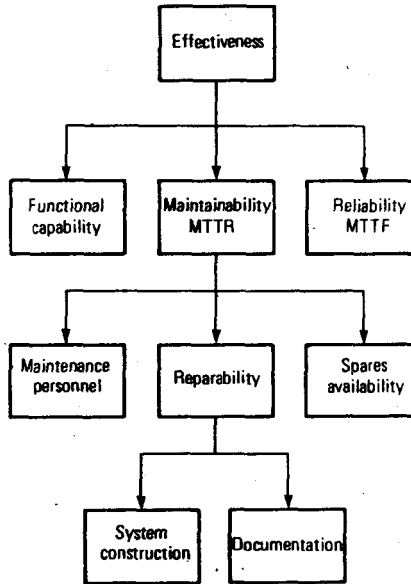 Effectiveness
Functional
capability
Maintainability
MTTR
Reliability
MTTF
Maintenance
personnel
Reparability
Spares
availability
System
construction
Documentation